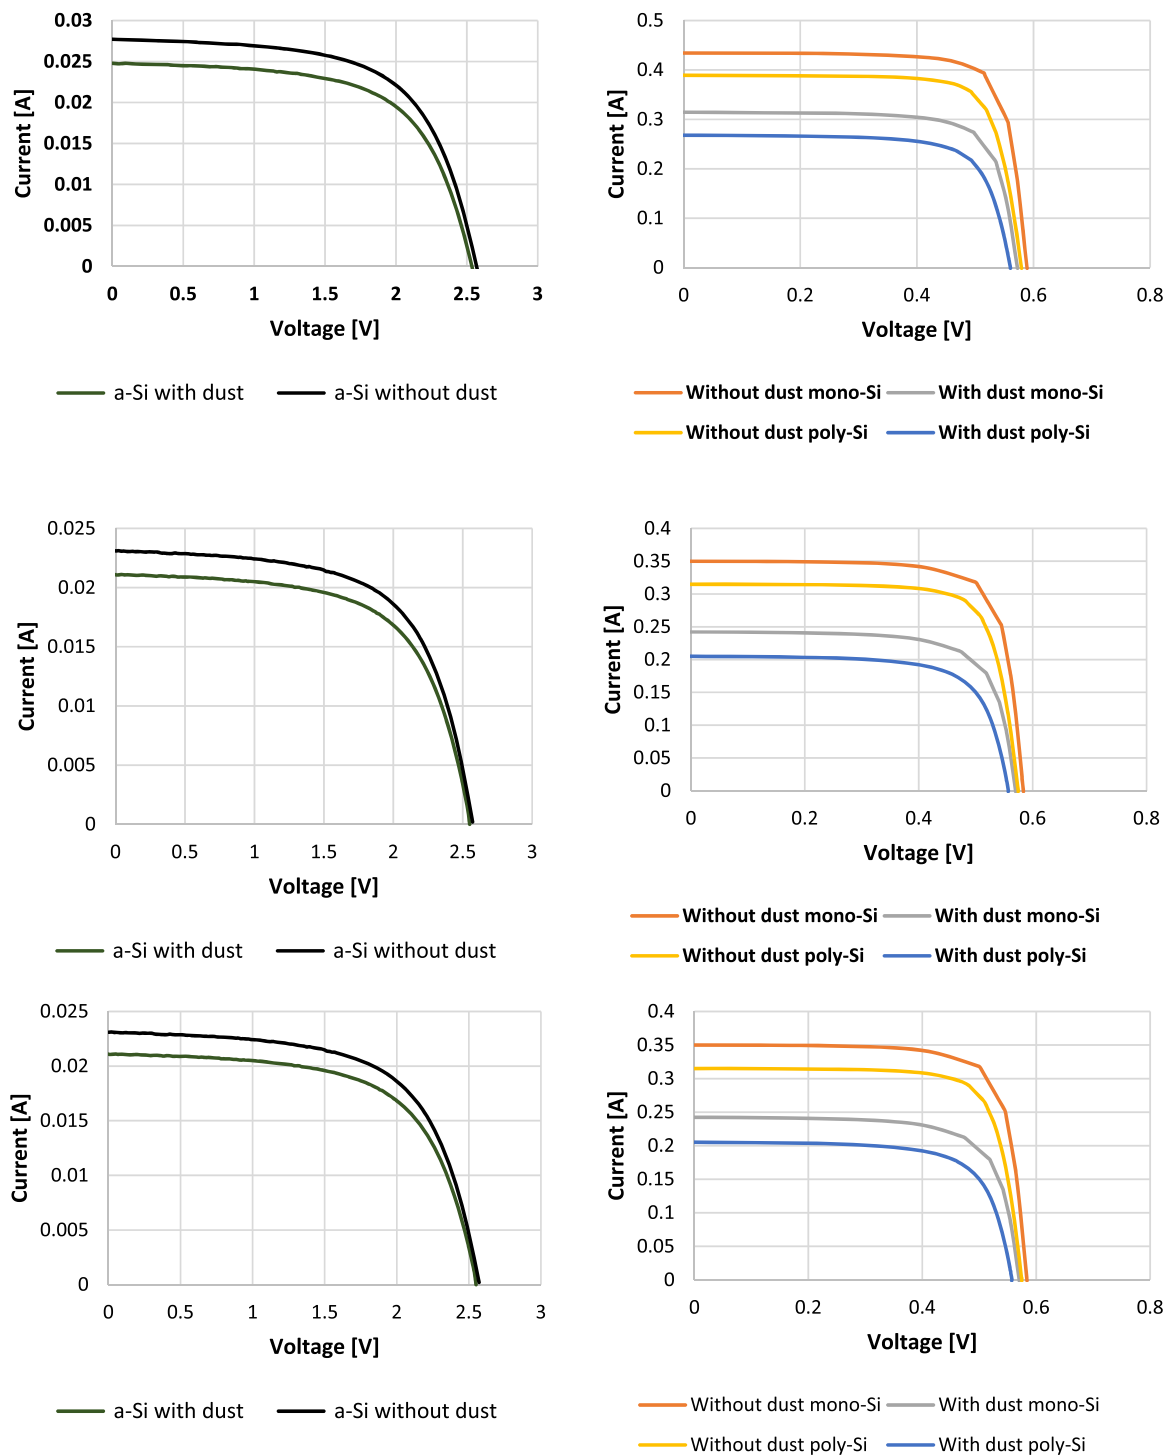 0.03
0.025
0.02
0.015
0.01
0.005
0
Current [A]
0 0.5 1 1.5 2 2.5 3
Voltage [V]
a-Si with dust a-Si without dust
0.5
0.4
0.3
0.2
0.1
0
Current [A]
0 0.2 0.4 0.6 0.8
Voltage [V]
Without dust mono-Si With dust mono-Si
Without dust poly-Si With dust poly-Si
0.025
0.02
0.015
0.01
0.005
0
Current [A]
0 0.5 1 1.5 2 2.5 3
Voltage [V]
a-Si with dust a-Si without dust
0.4
0.35
0.3
0.25
0.2
0.15
0.1
0.05
0
Current [A]
0 0.2 0.4 0.6 0.8
Voltage [V]
Without dust mono-Si With dust mono-Si
Without dust poly-Si With dust poly-Si
0.025
0.02
0.015
0.01
0.005
0
Current [A]
0 0.5 1 1.5 2 2.5 3
Voltage [V]
a-Si with dust a-Si without dust
0.4
0.35
0.3
0.25
0.2
0.15
0.1
0.05
0
Current [A]
0 0.2 0.4 0.6 0.8
Voltage [V]
Without dust mono-Si With dust mono-Si
Without dust poly-Si With dust poly-Si